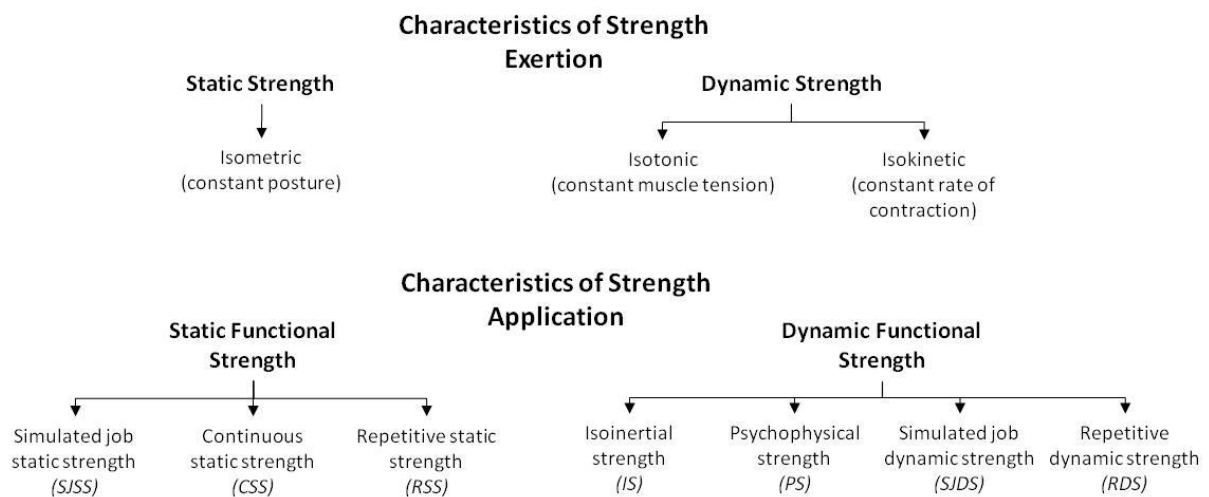 Characteristics of Strength
Exertion
Static Strength
Dynamic Strength
Isometric
(constant posture)
Isotonic
(constant muscle tension)
Isokinetic
(constant rate of
contraction)
Characteristics of Strength
Application
Static Functional
Strength
Dynamic Functional
Strength
Simulated job
static strength
(SJSS)
Continuous
static strength
(CSS)
Repetitive static
strength
(RSS)
Isoinertial
strength
(IS)
Psychophysical
strength
(PS)
Simulated job
dynamic strength
(SJDS)
Repetitive
dynamic strength
(RDS)